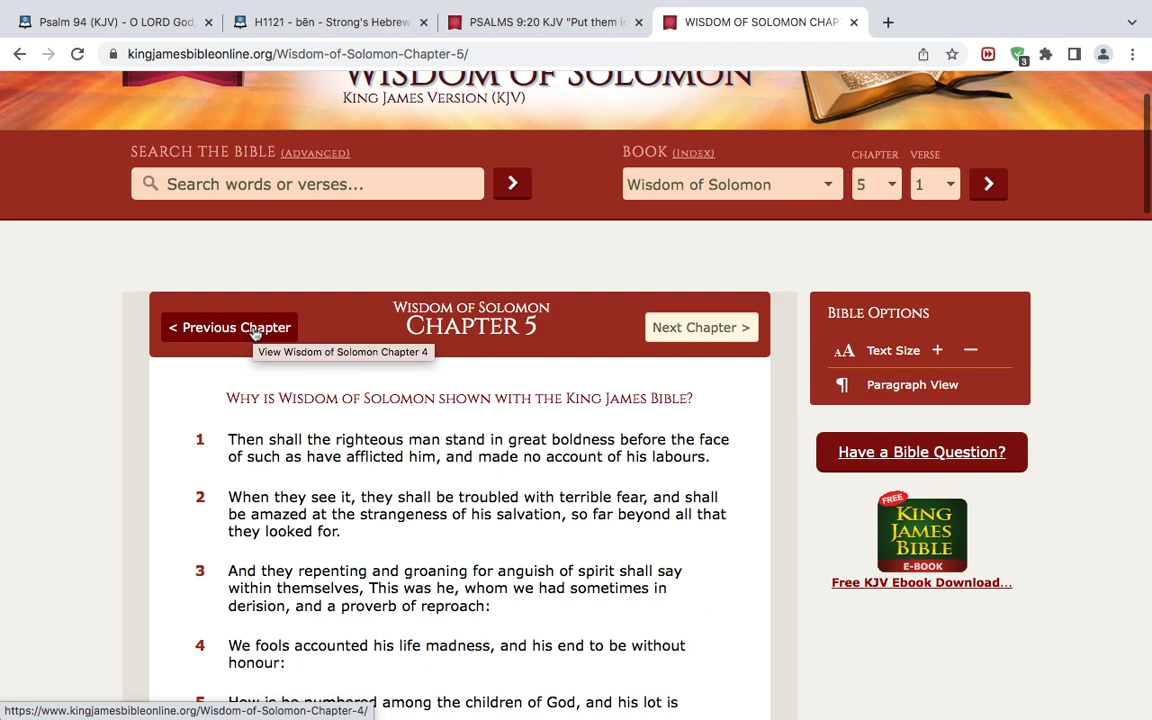 Psalm 94 (KJV) - O LORD God,
H1121 - bên - Strong's Hebrew
PSALMS 9:20 KJV "Put them in
WISDOM OF SOLOMON CHAP
kingjamesbibleonline.org/Wisdom-of-Solomon-Chapter-5/
3
WISDOM OF SOLOMON
KING JAMES VERSION (KJV)
SEARCH THE BIBLE (ADVANCED)
BOOK (INDEX)
CHAPTER
VERSE
Search words or verses...
Wisdom of Solomon
5
1
WISDOM OF SOLOMON
CHAPTER 5
< Previous Chapter
Next Chapter >
View Wisdom of Solomon Chapter 4
BIBLE OPTIONS
AA Text Size + —
¶ Paragraph View
WHY IS WISDOM OF SOLOMON SHOWN WITH THE KING JAMES BIBLE?
1 Then shall the righteous man stand in great boldness before the face
of such as have afflicted him, and made no account of his labours.
2 When they see it, they shall be troubled with terrible fear, and shall
be amazed at the strangeness of his salvation, so far beyond all that
they looked for.
3 And they repenting and groaning for anguish of spirit shall say
within themselves, This was he, whom we had sometimes in
derision, and a proverb of reproach:
4 We fools accounted his life madness, and his end to be without
honour:
5 How is he numbered among the children of God, and his lot is
Have a Bible Question?
FREE
KING
JAMES
BIBLE
E-BOOK
Free KJV Ebook Download...
https://www.kingjamesbibleonline.org/Wisdom-of-Solomon-Chapter-4/